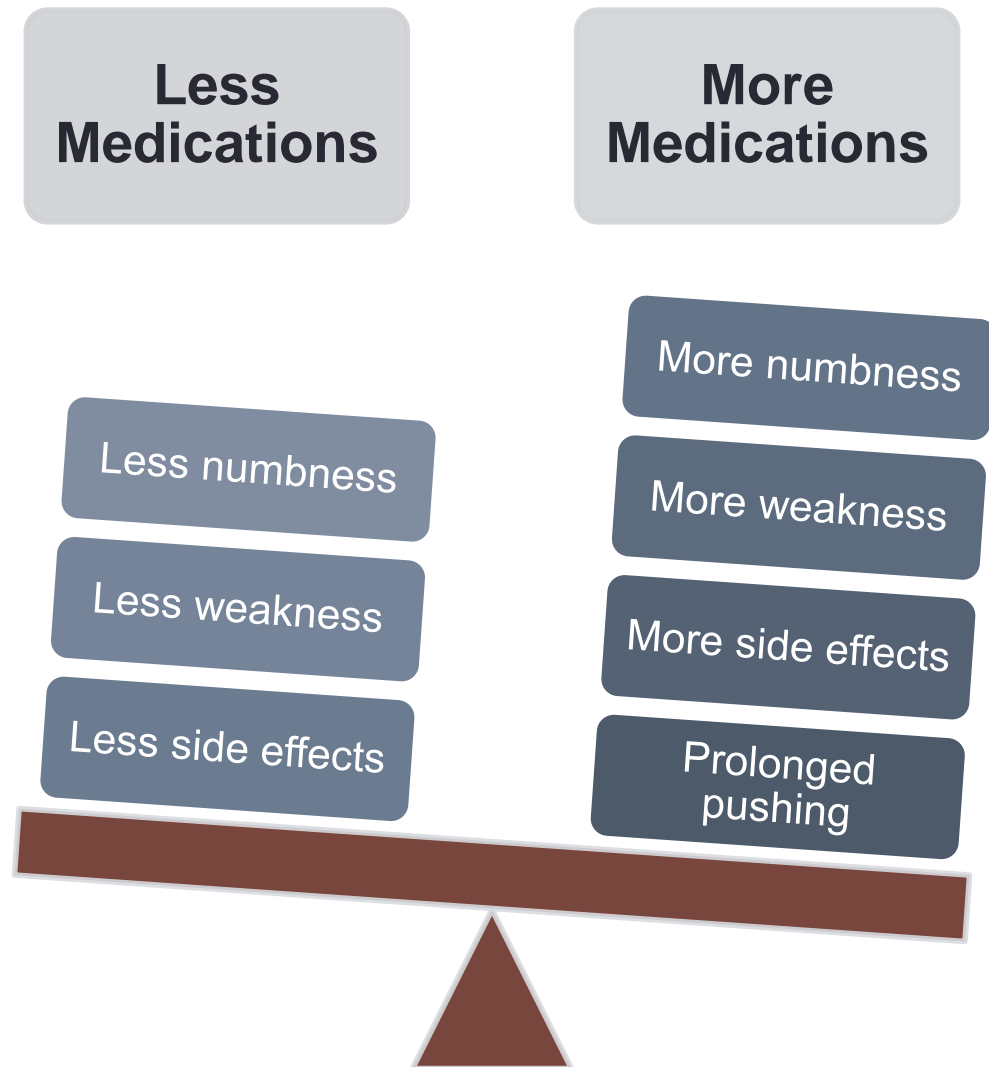 Less
Medications
More
Medications
Less numbness
Less weakness
Less side effects
More numbness
More weakness
More side effects
Prolonged
pushing